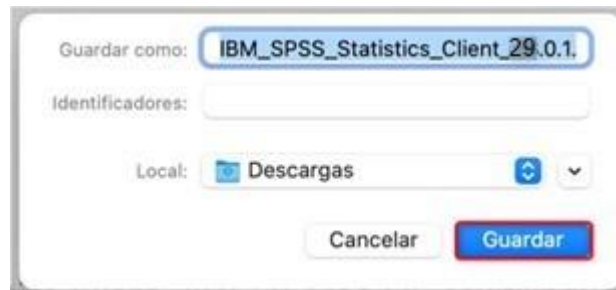 Guardar como: IBM_SPSS_Statistics_Client_29.0.1.
Identificadores:
Local: Descargas
Cancelar Guardar